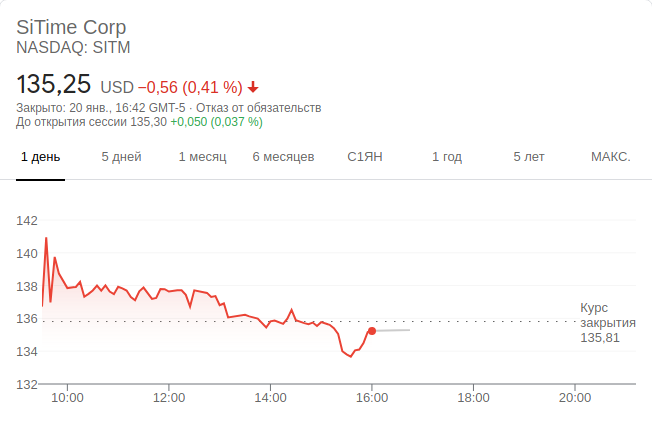 SiTime Corp
NASDAQ: SITM
135,25 USD −0,56 (0,41 %)
Закрыто: 20 янв., 16:42 GMT-5 · Отказ от обязательств
До открытия сессии 135,30 +0,050 (0,037 %)
1 день 5 дней 1 месяц 6 месяцев С1ЯН 1 год 5 лет МАКС.
142
140
138
136
134
132
Курс
закрытия
135,81
10:00 12:00 14:00 16:00 18:00 20:00